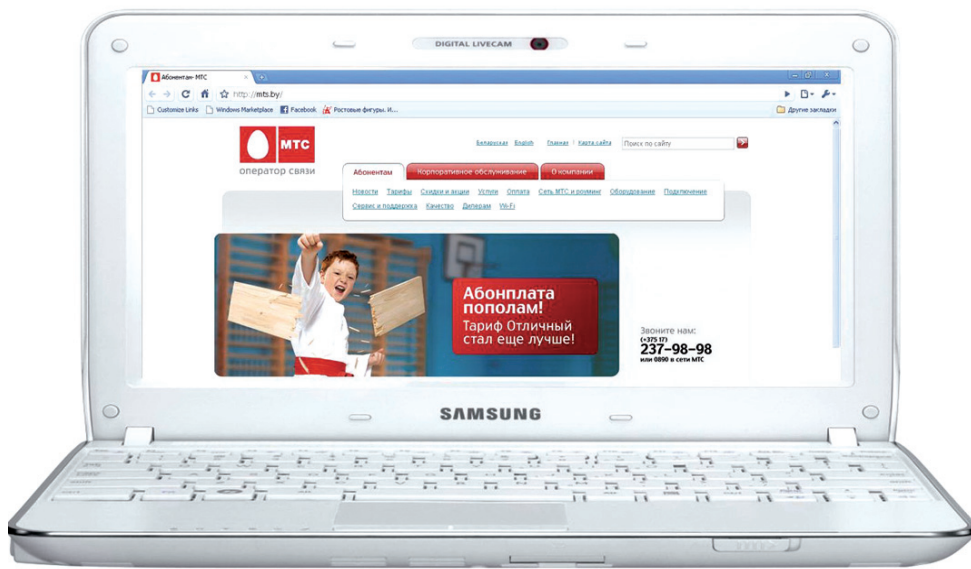 DIGITAL LIVECAM
Абонентам- МТС
http://mts.by/
Customize Links Windows Marketplace Facebook Ростовые фигуры. И... Другие закладки
МТС
оператор связи
Беларуская English Главная Карта сайта Поиск по сайту
Абонентам Корпоративное обслуживание О компании
Новости Тарифы Скидки и акции Услуги Оплата Сеть МТС и роуминг Оборудование Подключение
Сервис и поддержка Качество Дилерам Wi-Fi
Абонплата
пополам!
Тариф Отличный
стал еще лучше!
Звоните нам:
(+375 17)
237-98-98
или 0890 в сети МТС
SAMSUNG